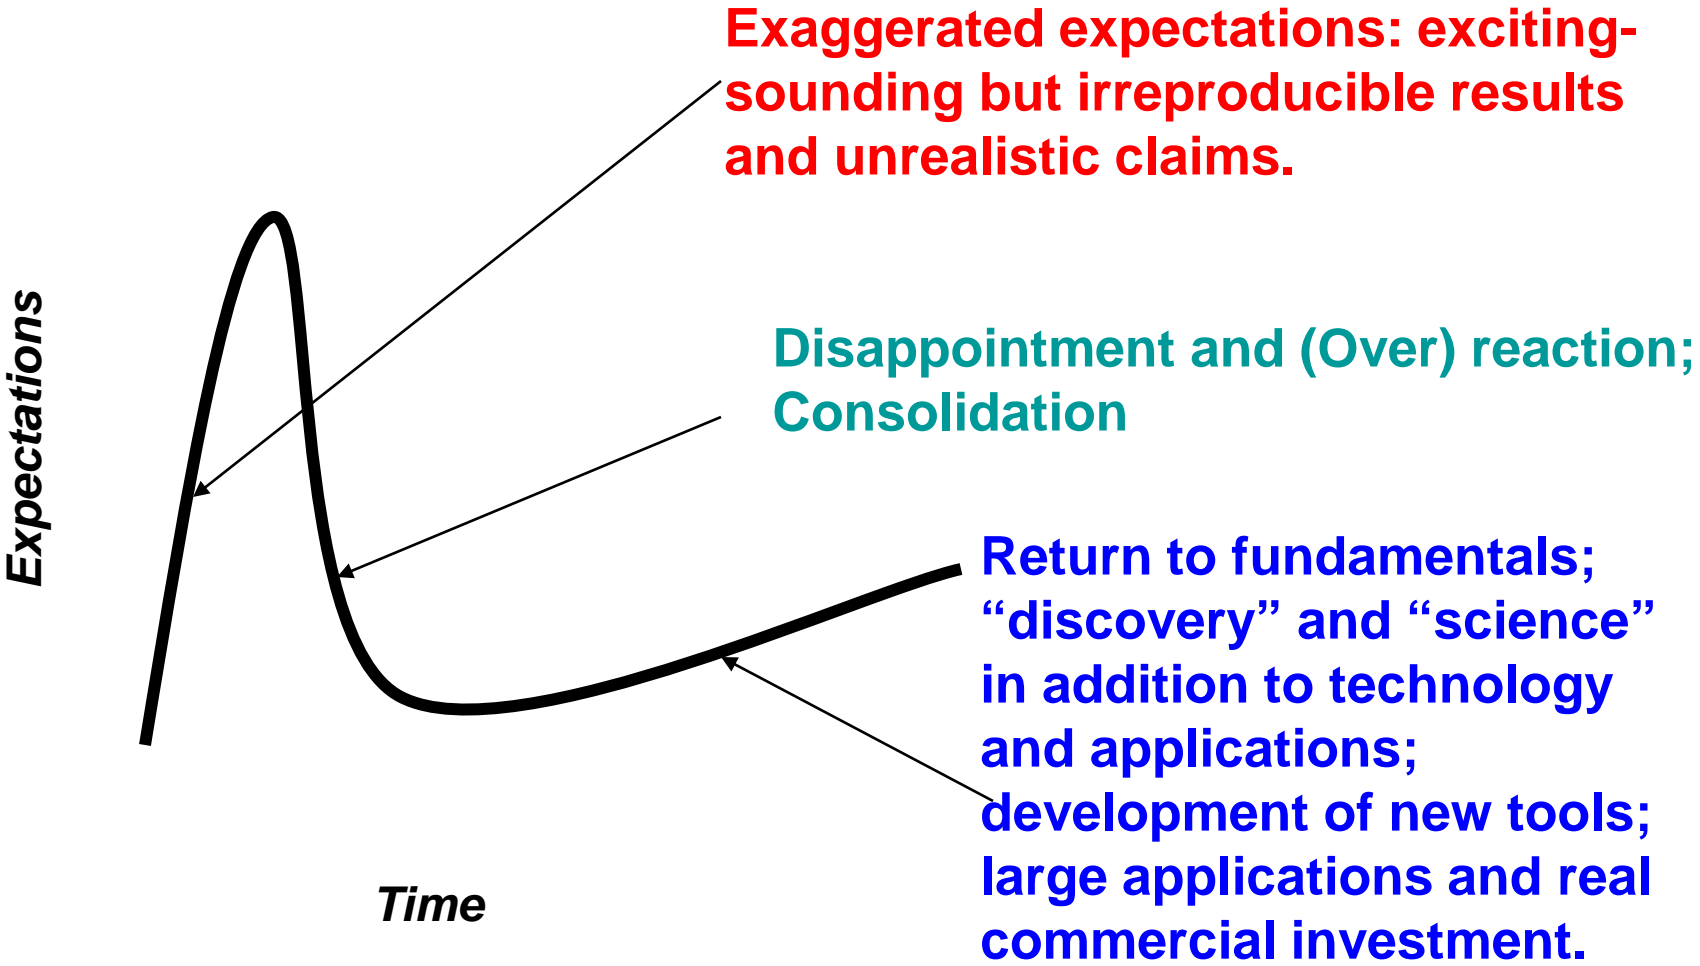 Exaggerated expectations: exciting-
sounding but irreproducible results
and unrealistic claims.
Expectations
Disappointment and (Over) reaction;
Consolidation
Return to fundamentals;
“discovery” and “science”
in addition to technology
and applications;
development of new tools;
large applications and real
commercial investment.
Time